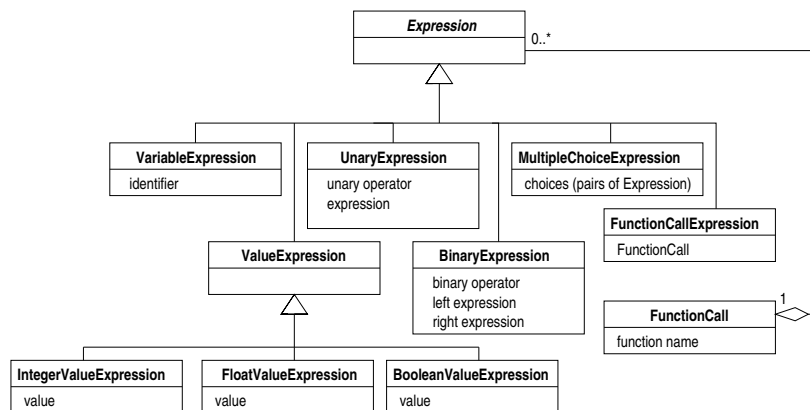 Expression
0..*
VariableExpression
identifier
UnaryExpression
unary operator
expression
MultipleChoiceExpression
choices (pairs of Expression)
FunctionCallExpression
FunctionCall
ValueExpression
BinaryExpression
binary operator
left expression
right expression
1
FunctionCall
function name
IntegerValueExpression
value
FloatValueExpression
value
BooleanValueExpression
value